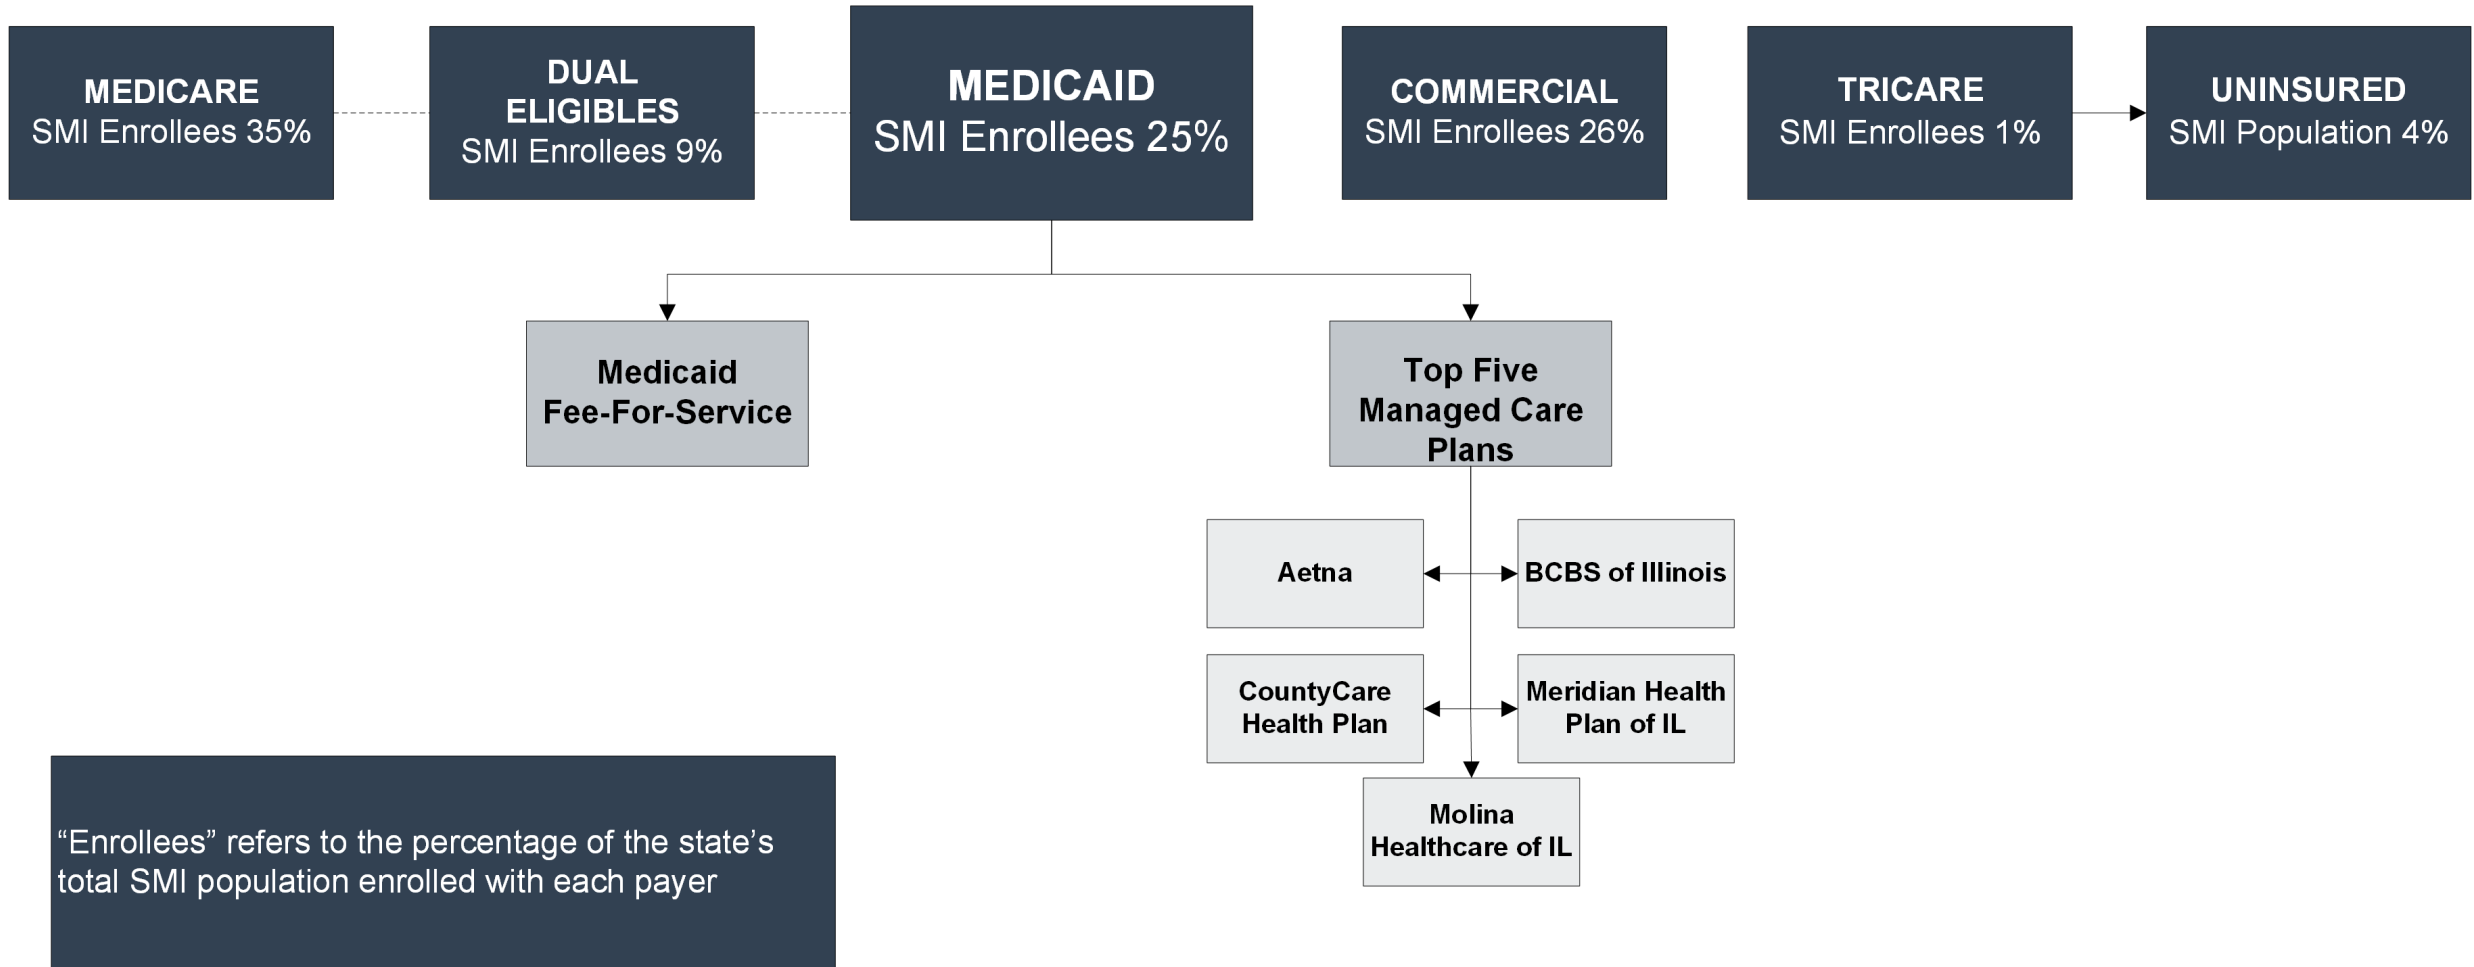 MEDICARE
SMI Enrollees 35%
DUAL
ELIGIBLES
SMI Enrollees 9%
MEDICAID
SMI Enrollees 25%
COMMERCIAL
SMI Enrollees 26%
TRICARE
SMI Enrollees 1%
UNINSURED
SMI Population 4%
Medicaid
Fee-For-Service
Top Five
Managed Care
Plans
Aetna
BCBS of Illinois
CountyCare
Health Plan
Meridian Health
Plan of IL
Molina
Healthcare of IL
“Enrollees” refers to the percentage of the state’s
total SMI population enrolled with each payer